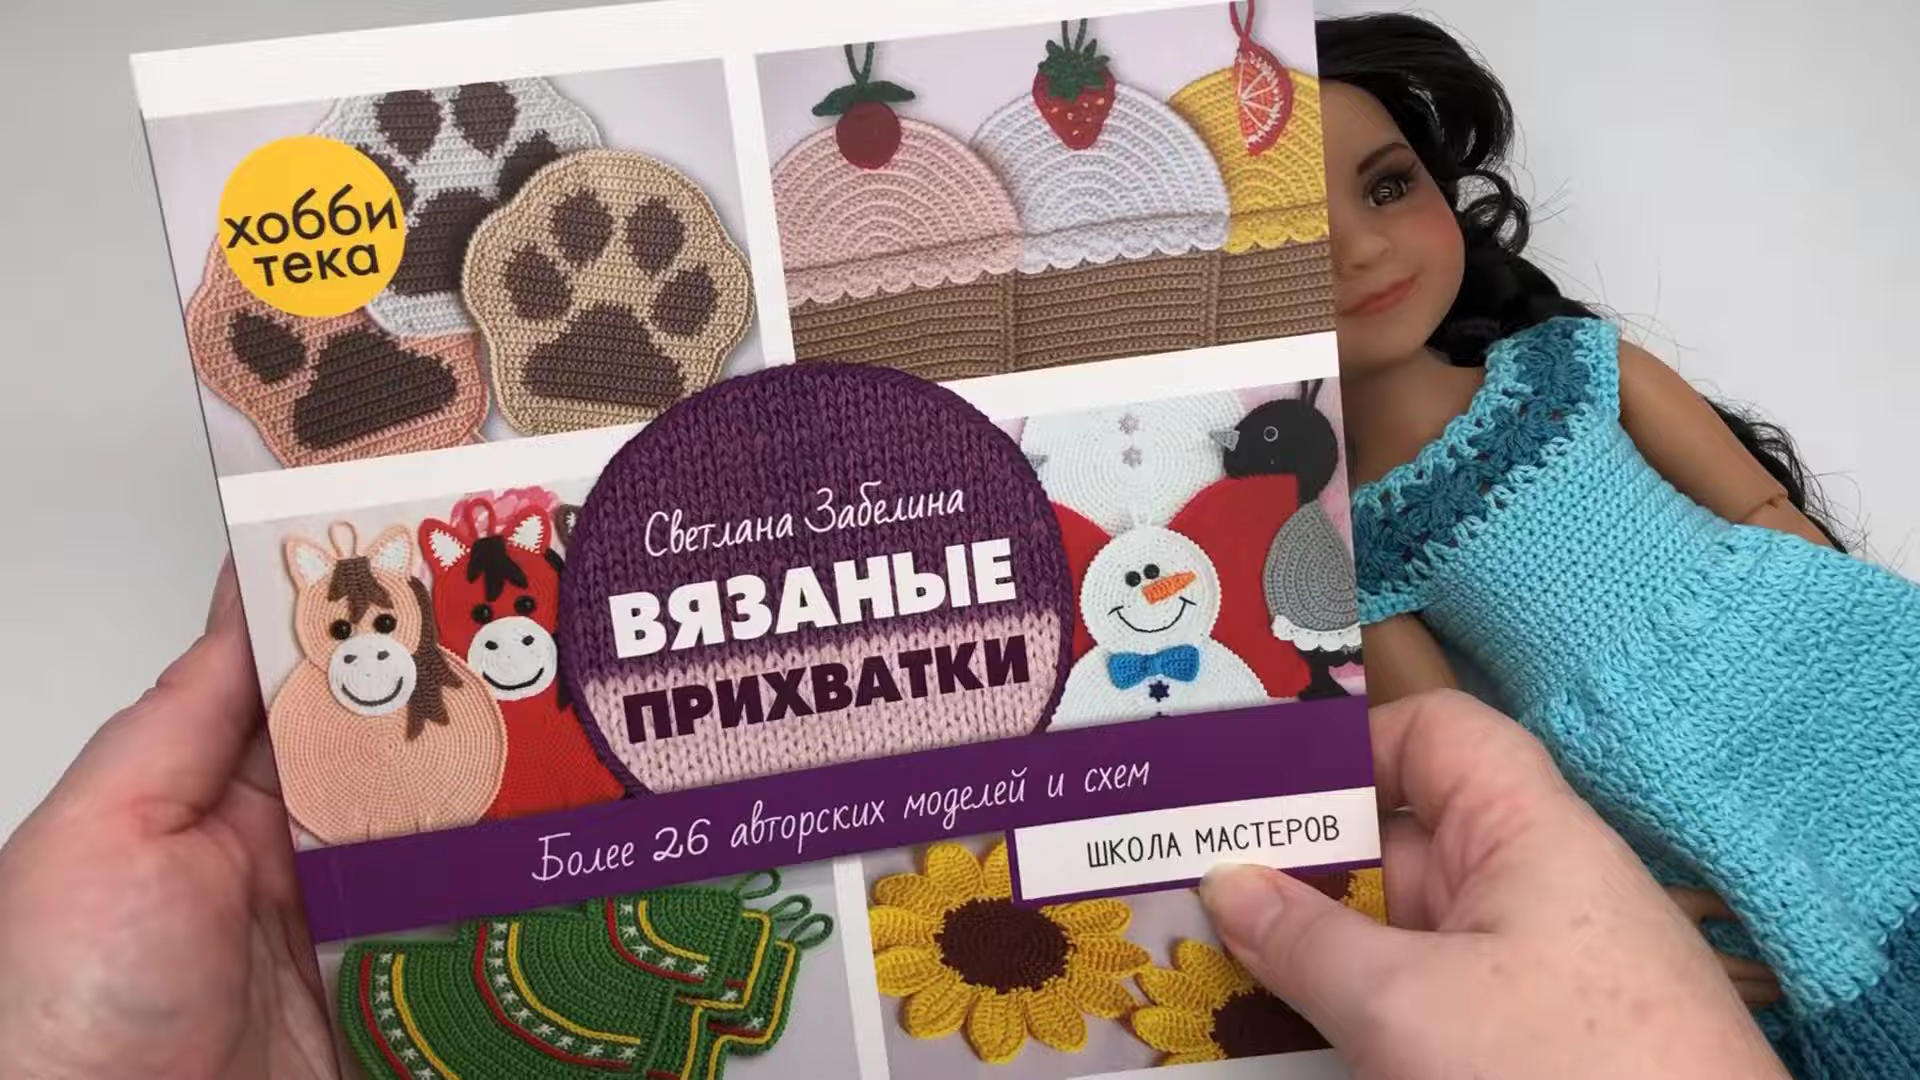 хобби
тека
Светлана Забелина
ВЯЗАНЫЕ
ПРИХВАТКИ
Более 26 авторских моделей и схем
ШКОЛА МАСТЕРОВ